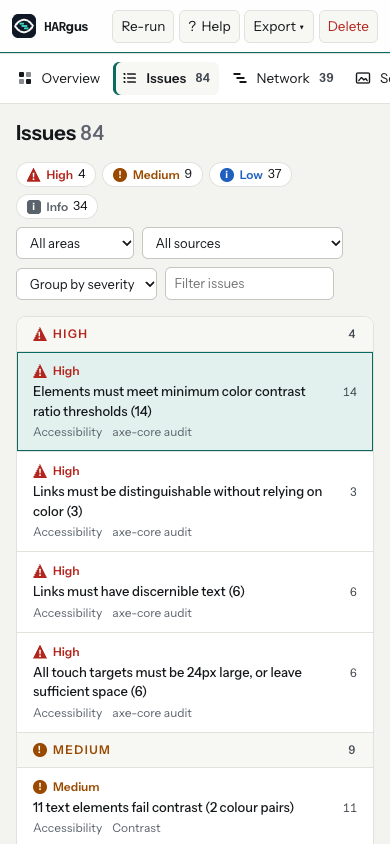 HARgus Re-run ? Help Export ▾ Delete
Overview Issues 84 Network 39
Issues 84
High 4 Medium 9 Low 37
Info 34
All areas All sources
Group by severity Filter issues
HIGH 4
High
Elements must meet minimum color contrast 14
ratio thresholds (14)
Accessibility axe-core audit
High
Links must be distinguishable without relying on 3
color (3)
Accessibility axe-core audit
High
Links must have discernible text (6) 6
Accessibility axe-core audit
High
All touch targets must be 24px large, or leave 6
sufficient space (6)
Accessibility axe-core audit
MEDIUM 9
Medium
11 text elements fail contrast (2 colour pairs) 11
Accessibility Contrast